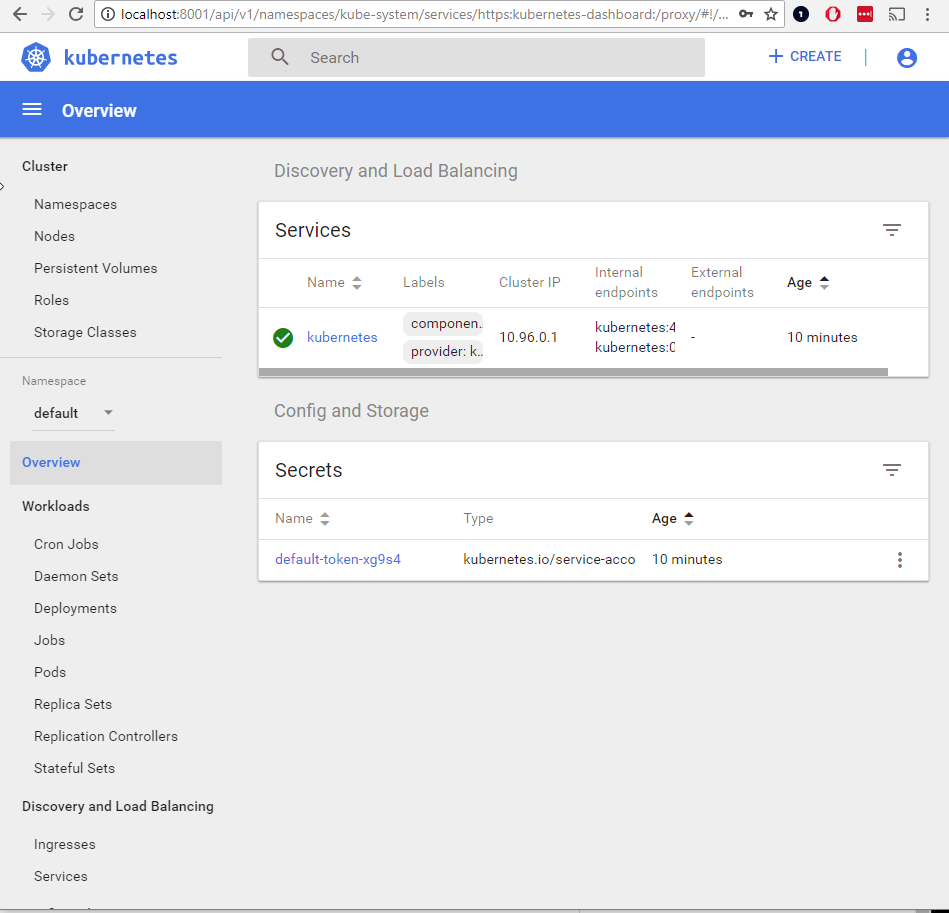 localhost:8001/api/v1/namespaces/kube-system/services/https:kubernetes-dashboard:/proxy/#!/...
kubernetes
Search
+ CREATE
Overview
Cluster
Namespaces
Nodes
Persistent Volumes
Roles
Storage Classes
Namespace
default
Overview
Workloads
Cron Jobs
Daemon Sets
Deployments
Jobs
Pods
Replica Sets
Replication Controllers
Stateful Sets
Discovery and Load Balancing
Ingresses
Services
Discovery and Load Balancing
Services
Name Labels Cluster IP Internal endpoints External endpoints Age
kubernetes componen.. 10.96.0.1 kubernetes:4 - 10 minutes
provider: k.. kubernetes:0
Config and Storage
Secrets
Name Type Age
default-token-xg9s4 kubernetes.io/service-acco 10 minutes